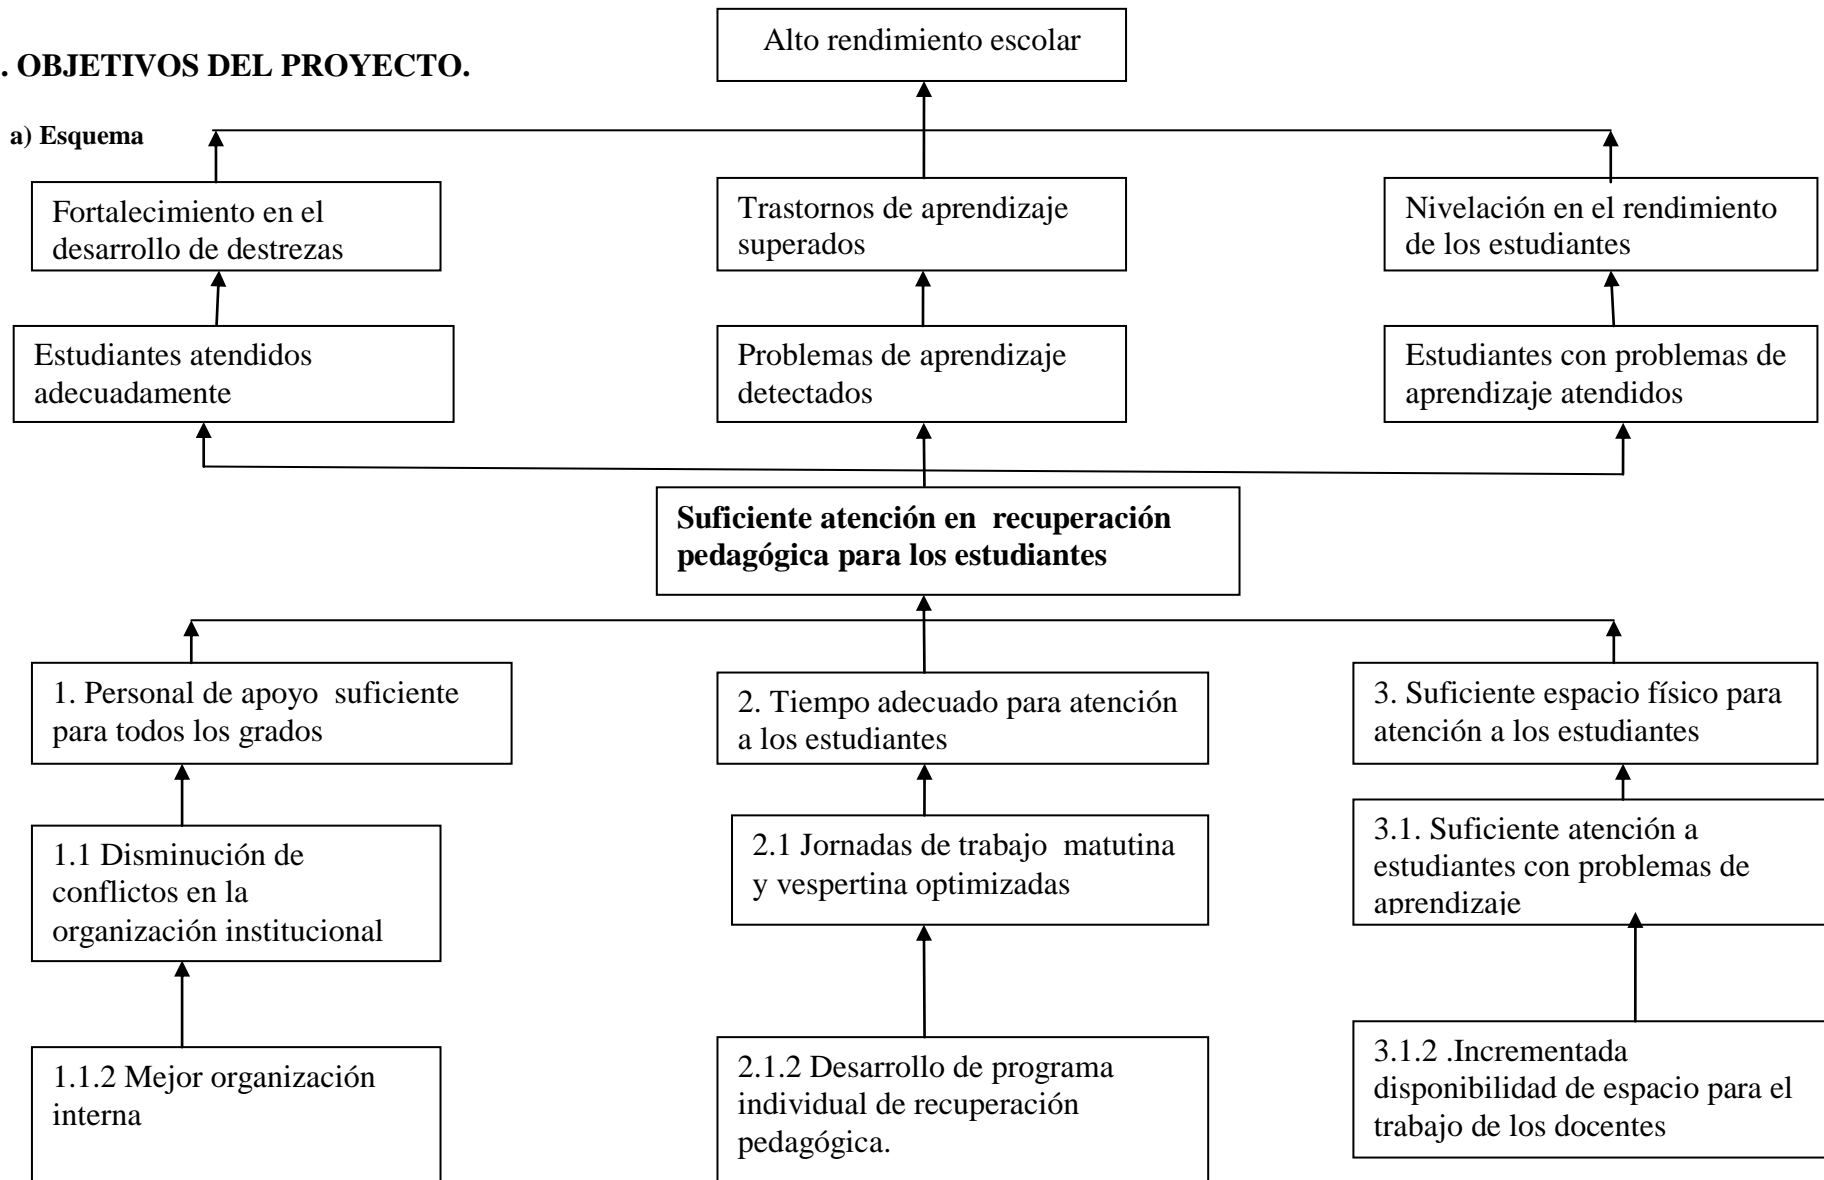 Alto rendimiento escolar
. OBJETIVOS DEL PROYECTO.
a) Esquema
Fortalecimiento en el
desarrollo de destrezas
Trastornos de aprendizaje
superados
Nivelación en el rendimiento
de los estudiantes
Estudiantes atendidos
adecuadamente
Problemas de aprendizaje
detectados
Estudiantes con problemas de
aprendizaje atendidos
Suficiente atención en  recuperación
pedagógica para los estudiantes
1. Personal de apoyo  suficiente
para todos los grados
2. Tiempo adecuado para atención
a los estudiantes
3. Suficiente espacio físico para
atención a los estudiantes
1.1 Disminución de
conflictos en la
organización institucional
2.1 Jornadas de trabajo  matutina
y vespertina optimizadas
3.1. Suficiente atención a
estudiantes con problemas de
aprendizaje
1.1.2 Mejor organización
interna
2.1.2 Desarrollo de programa
individual de recuperación
pedagógica.
3.1.2 .Incrementada
disponibilidad de espacio para el
trabajo de los docentes